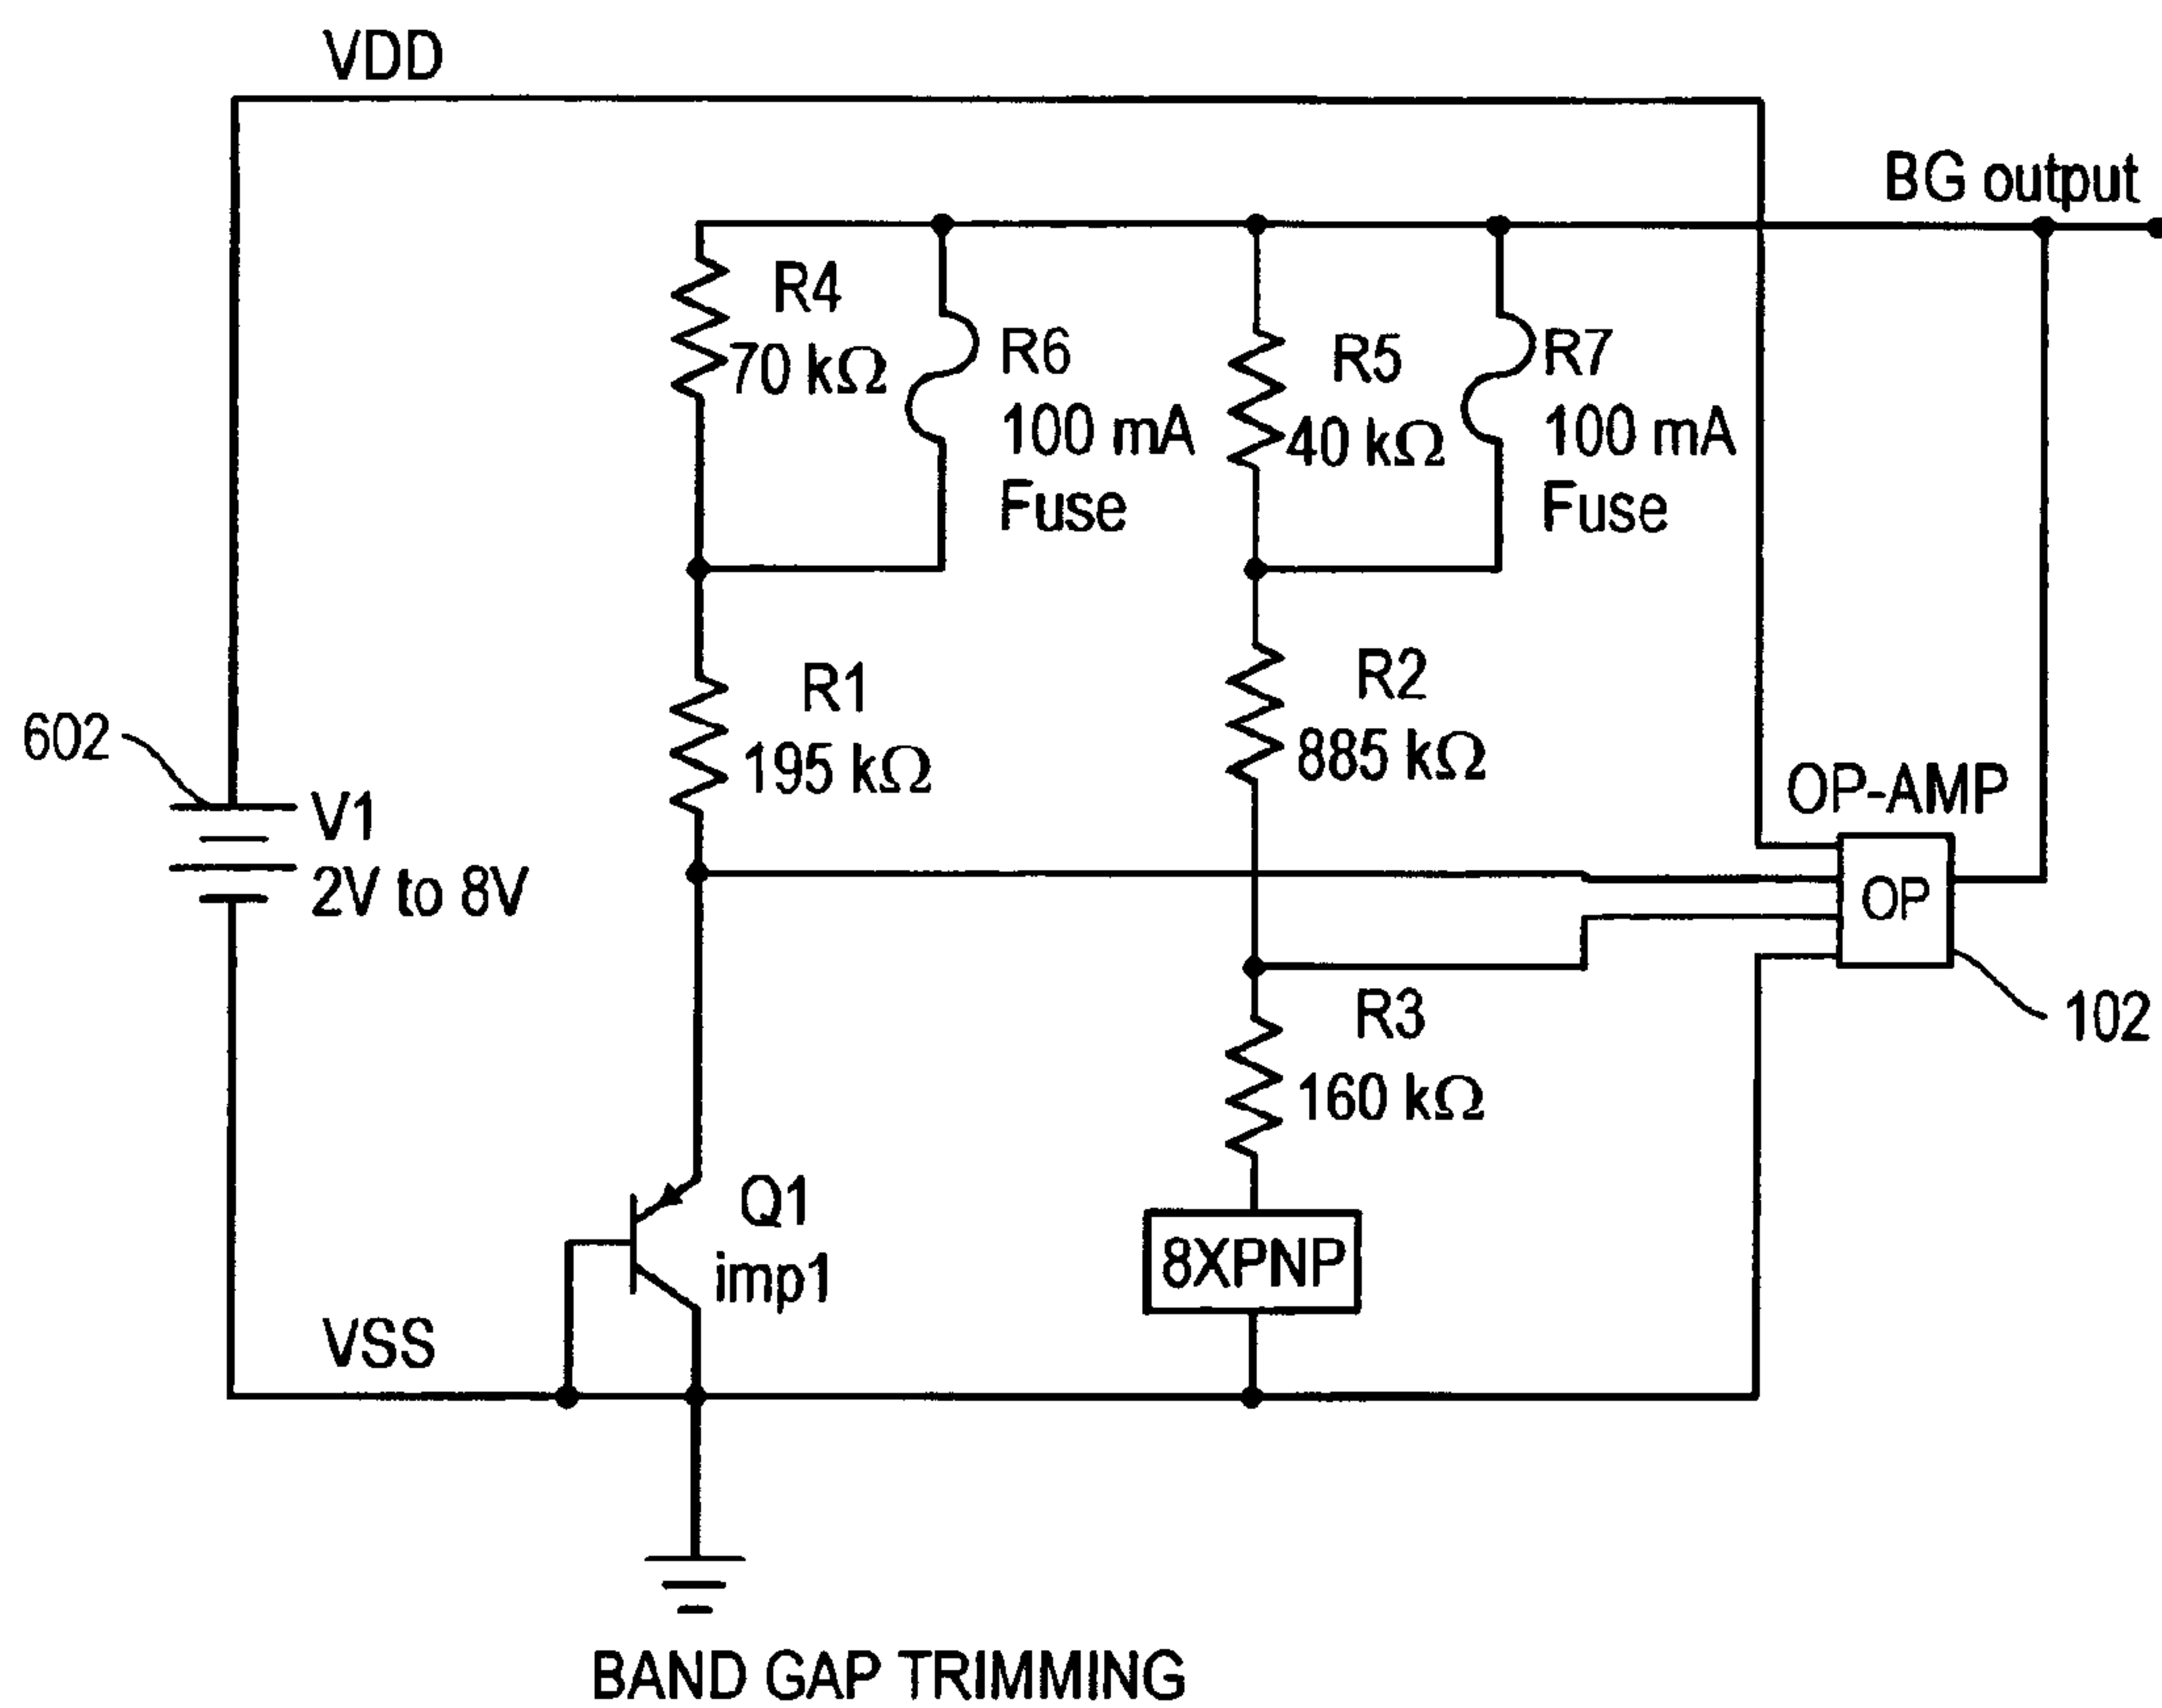 VDD
BG output
R4
70 kΩ
R6
100 mA
Fuse
R5
40 kΩ
R7
100 mA
Fuse
R1
195 kΩ
R2
885 kΩ
602
V1
2V to 8V
OP-AMP
OP
102
R3
160 kΩ
Q1
imp1
8XPNP
VSS
BAND GAP TRIMMING